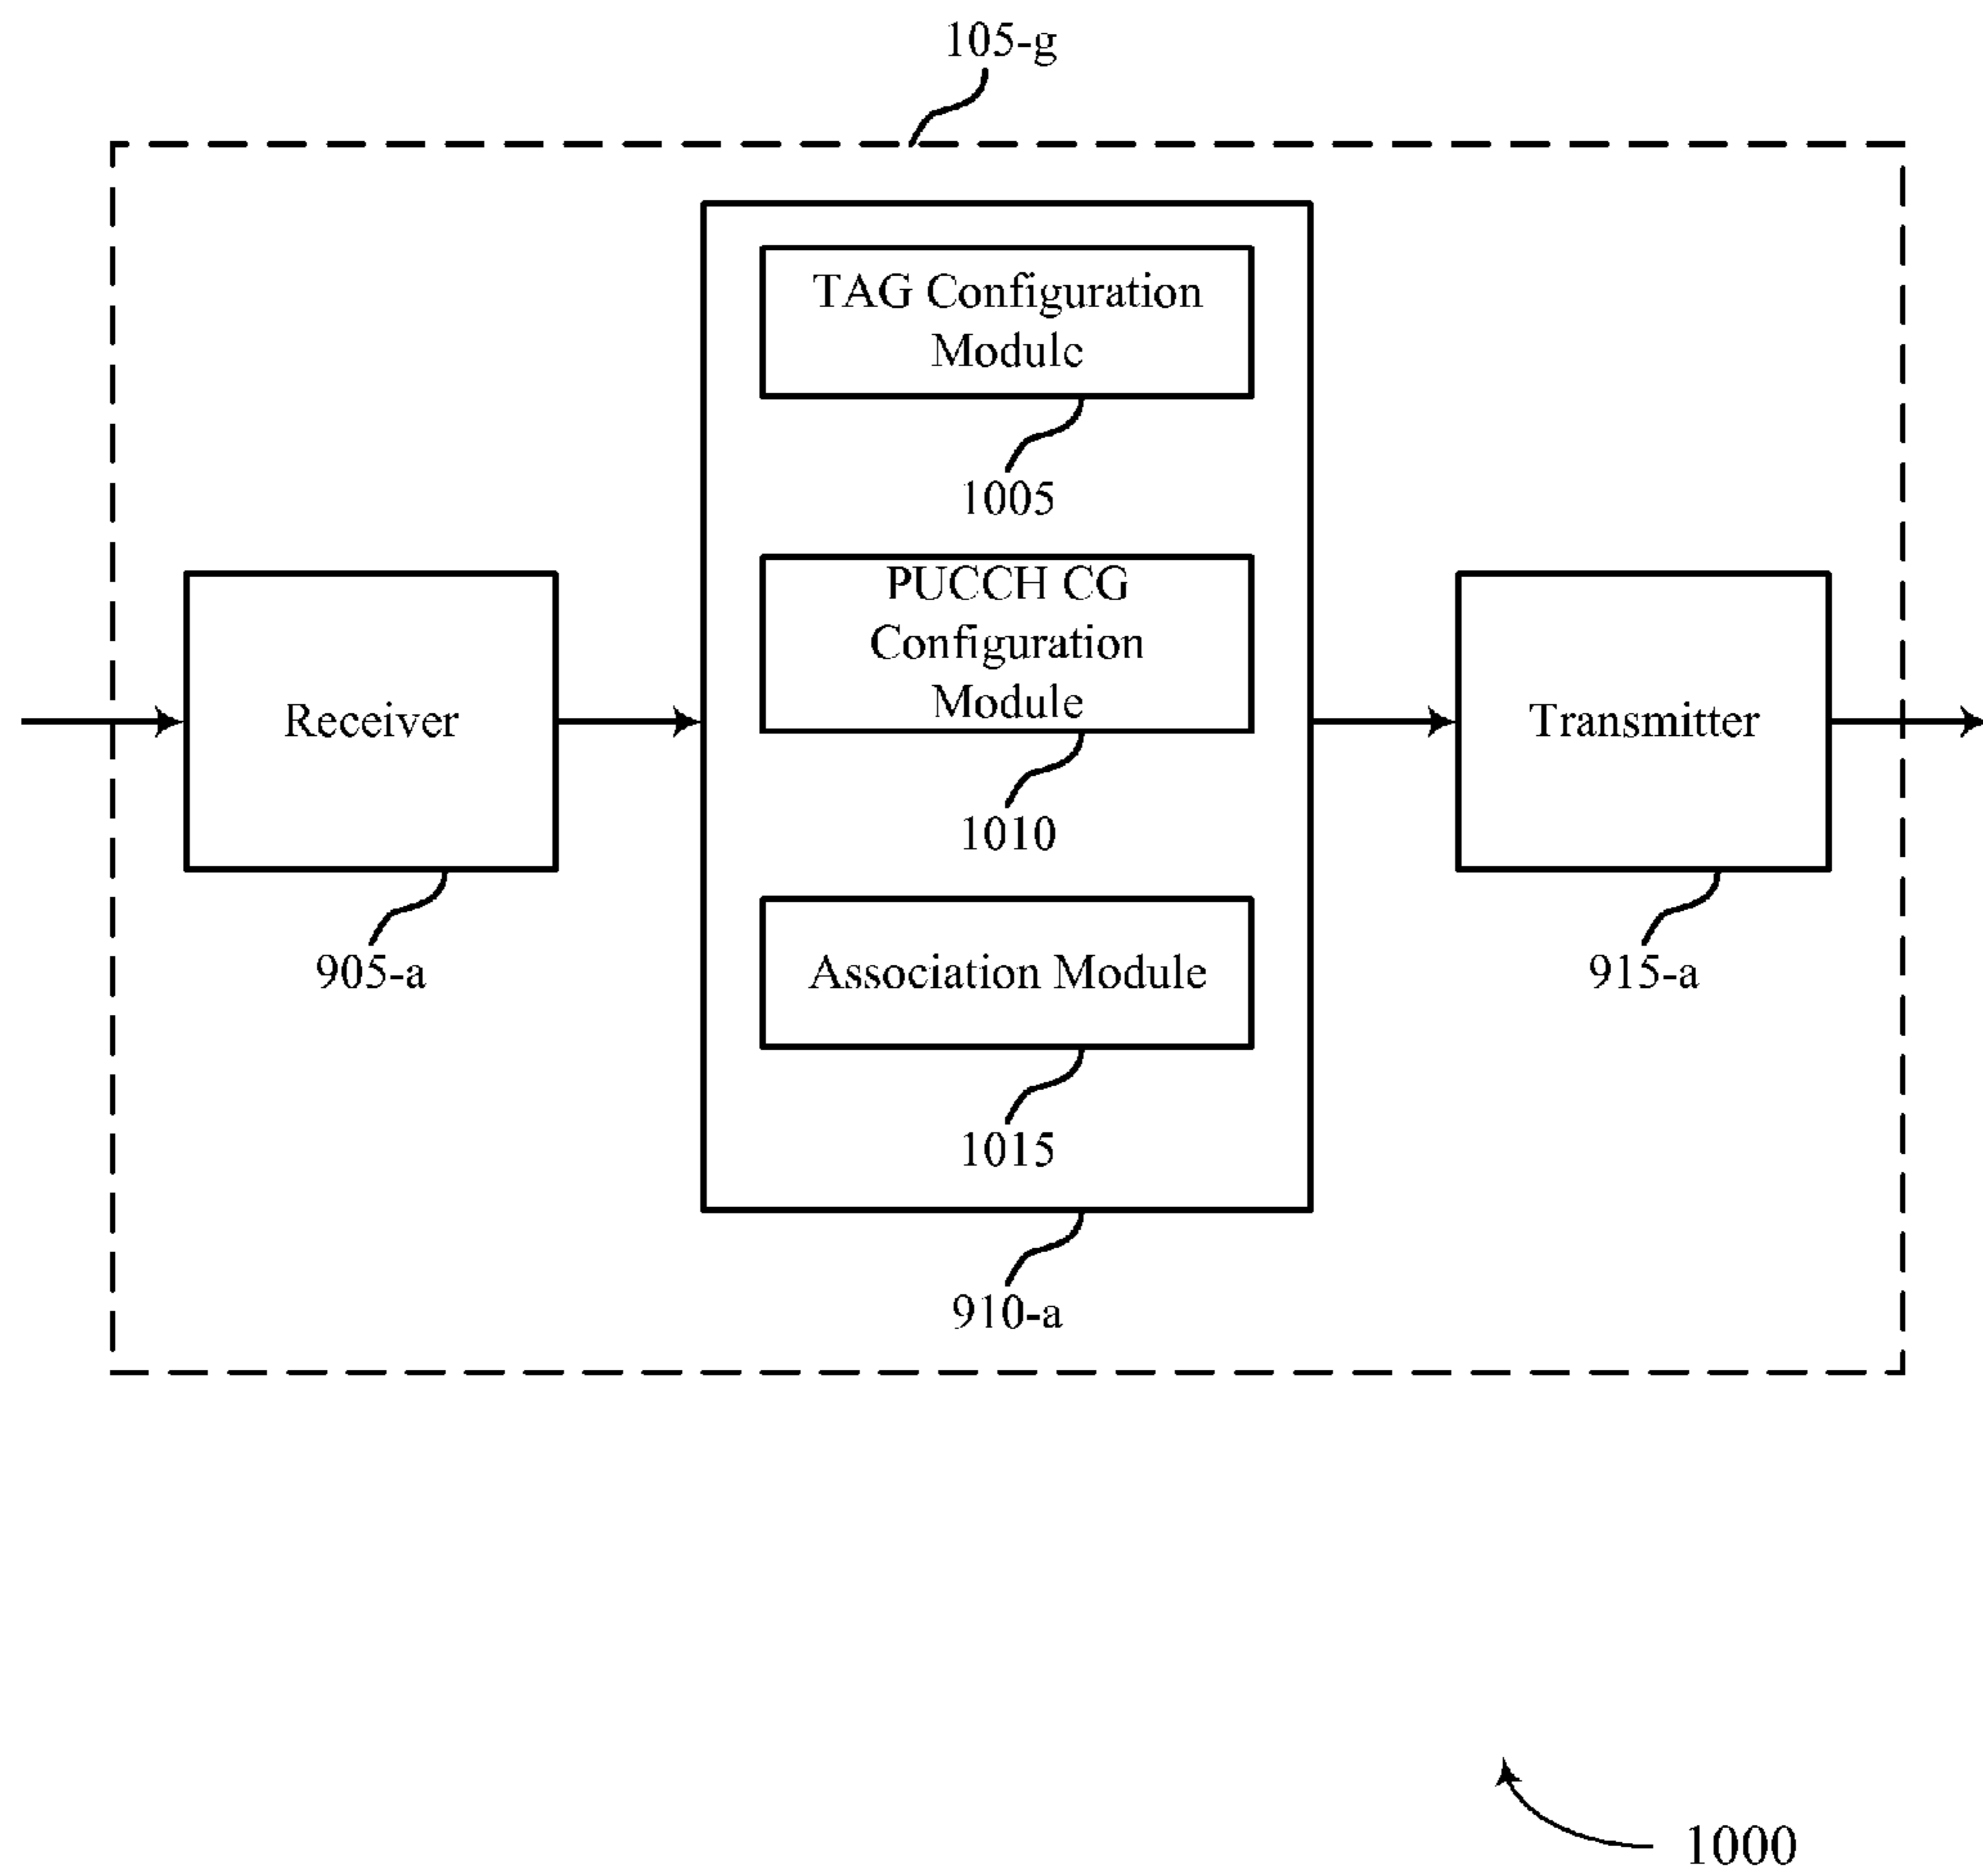 105-g
TAG Configuration
Module
1005
PUCCH CG
Configuration
Module
1010
Receiver
Transmitter
905-a
Association Module
915-a
1015
910-a
1000